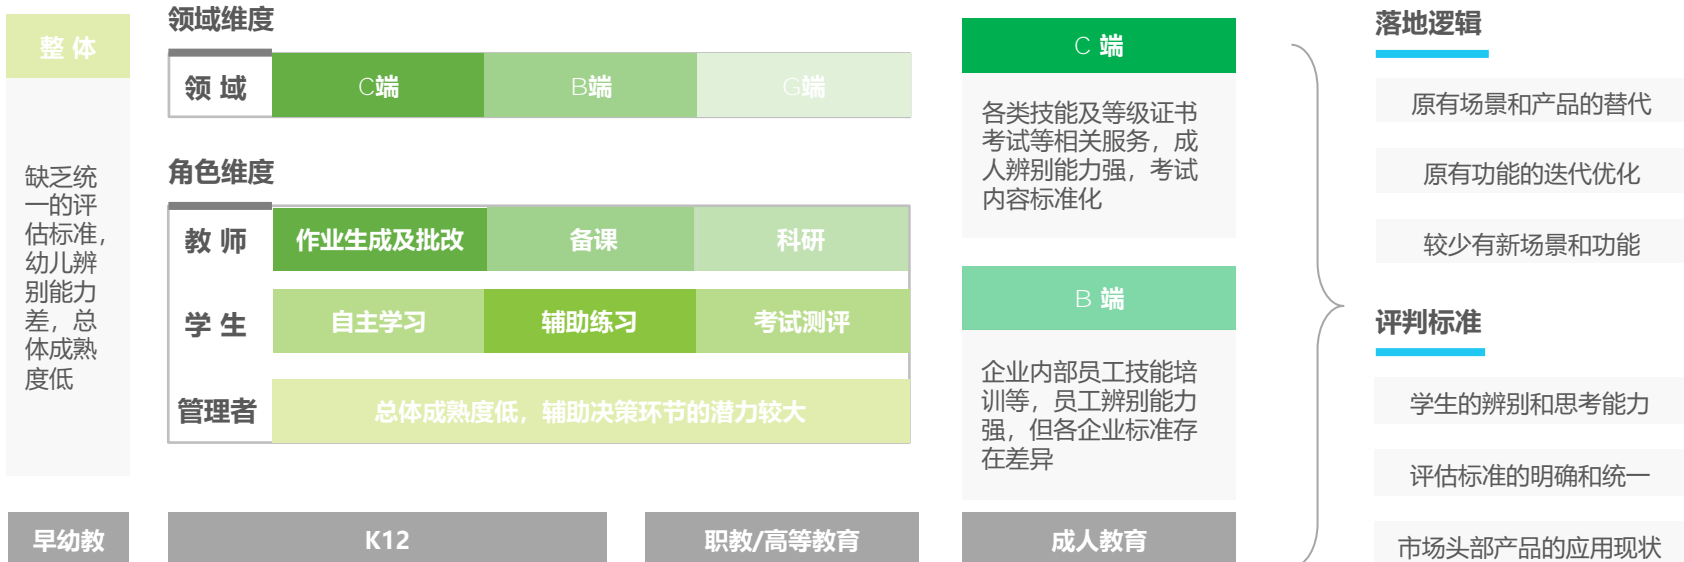 整 体
缺乏统
一的评
估标准，
幼儿辨
别能力
差，总
体成熟
度低
早幼教
领域维度
领 域
C端
B端
G端
角色维度
教 师
作业生成及批改
备课
科研
学 生
自主学习
辅助练习
考试测评
管理者
总体成熟度低，辅助决策环节的潜力较大
K12
职教/高等教育
C 端
各类技能及等级证书
考试等相关服务，成
人辨别能力强，考试
内容标准化
B 端
企业内部员工技能培
训等，员工辨别能力
强，但各企业标准存
在差异
成人教育
落地逻辑
原有场景和产品的替代
原有功能的迭代优化
较少有新场景和功能
评判标准
学生的辨别和思考能力
评估标准的明确和统一
市场头部产品的应用现状